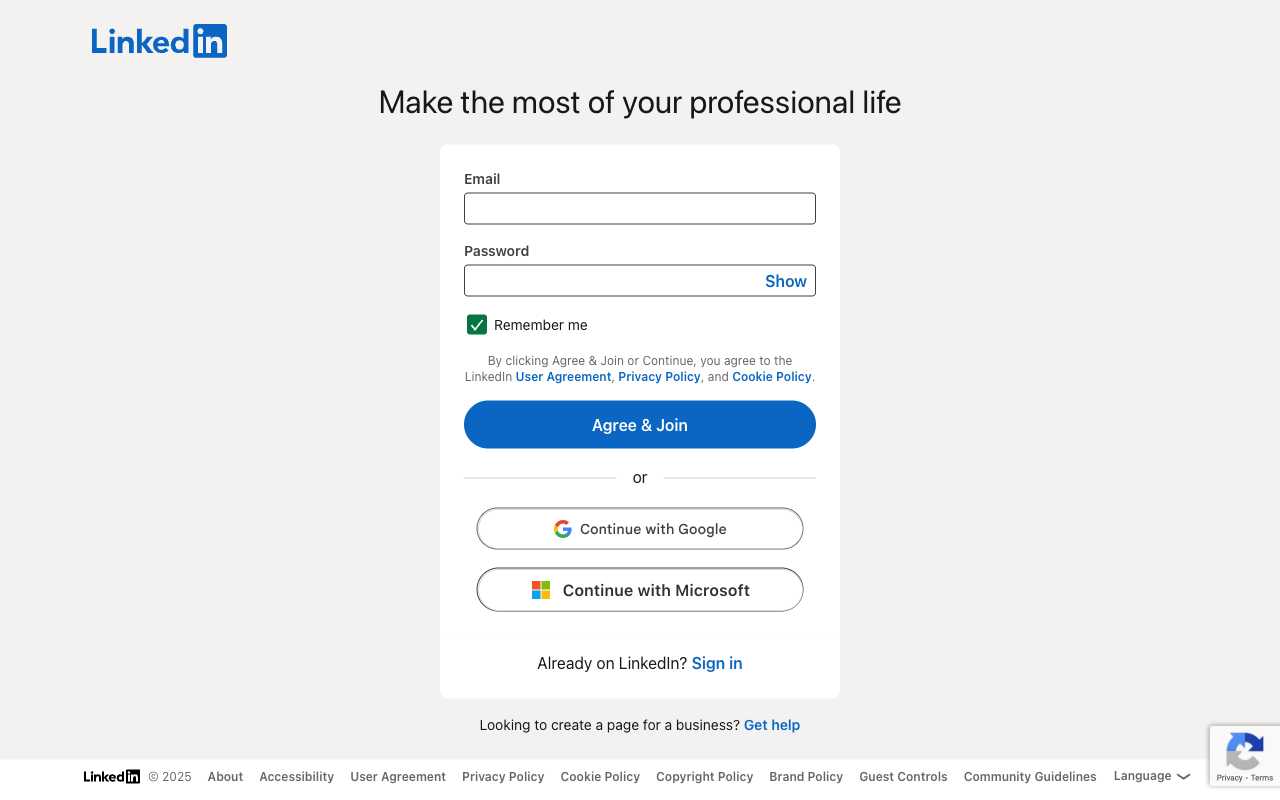 LinkedIn
Make the most of your professional life
Email
Password
Show
Remember me
By clicking Agree & Join or Continue, you agree to the
LinkedIn User Agreement, Privacy Policy, and Cookie Policy.
Agree & Join
or
Continue with Google
Continue with Microsoft
Already on LinkedIn? Sign in
Looking to create a page for a business? Get help
LinkedIn © 2025 About Accessibility User Agreement Privacy Policy Cookie Policy Copyright Policy Brand Policy Guest Controls Community Guidelines Language
Privacy - Terms